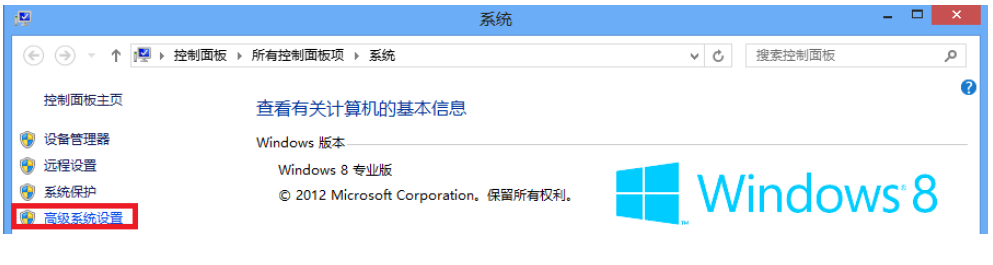 系统
控制面板 所有控制面板项 系统
搜索控制面板
控制面板主页
查看有关计算机的基本信息
设备管理器
Windows 版本
远程设置
Windows 8 专业版
系统保护
© 2012 Microsoft Corporation。保留所有权利。
高级系统设置
Windows 8